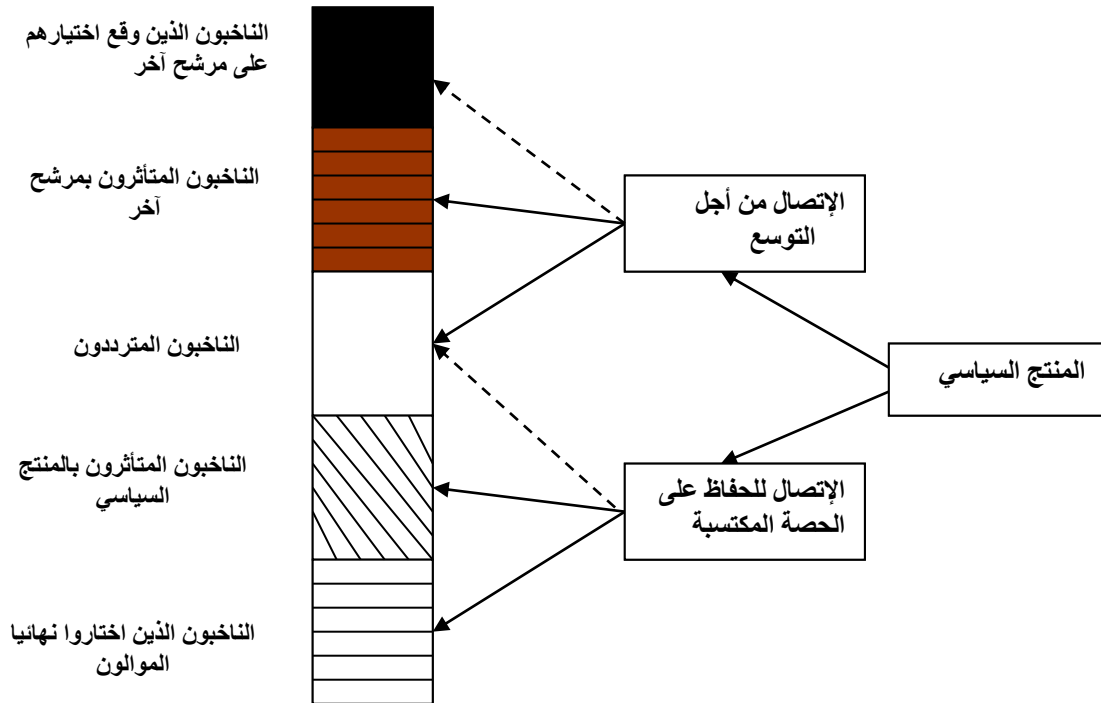 الناخبون الذين وقع اختيارهم
على مرشح آخر
الناخبون المتأثرون بمرشح
آخر
الإتصال من أجل
التوسع
الناخبون المترددون
المنتج السياسي
الناخبون المتأثرون بالمنتج
السياسي
الإتصال للحفاظ على
الحصة المكتسبة
الناخبون الذين اختاروا نهائيا
الموالون